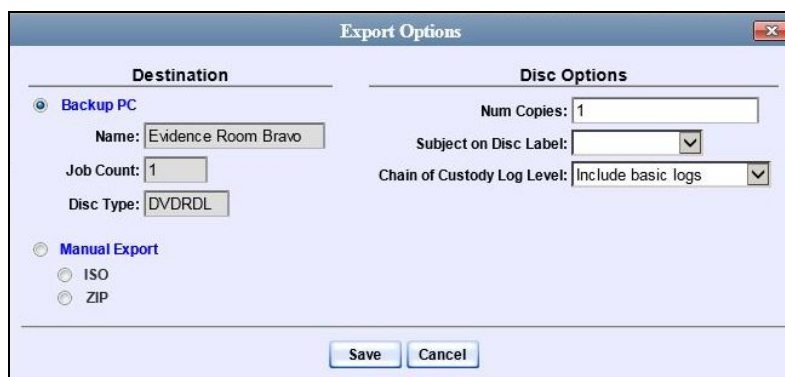 Export Options
Destination
Backup PC
Name: Evidence Room Bravo
Job Count: 1
Disc Type: DVDRDL
Manual Export
ISO
ZIP
Disc Options
Num Copies: 1
Subject on Disc Label:
Chain of Custody Log Level: Include basic logs
Save Cancel